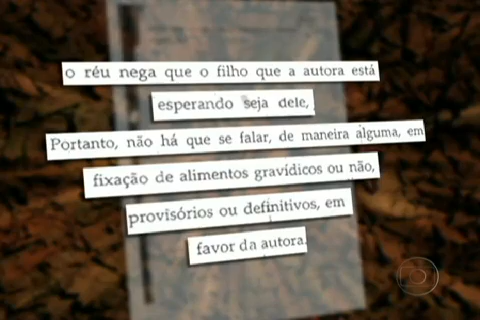 o réu nega que o filho que a autora está
esperando seja dele,
Portanto, não há que se falar, de maneira alguma, em
fixação de alimentos gravídicos ou não,
provisórios ou definitivos, em
favor da autora.